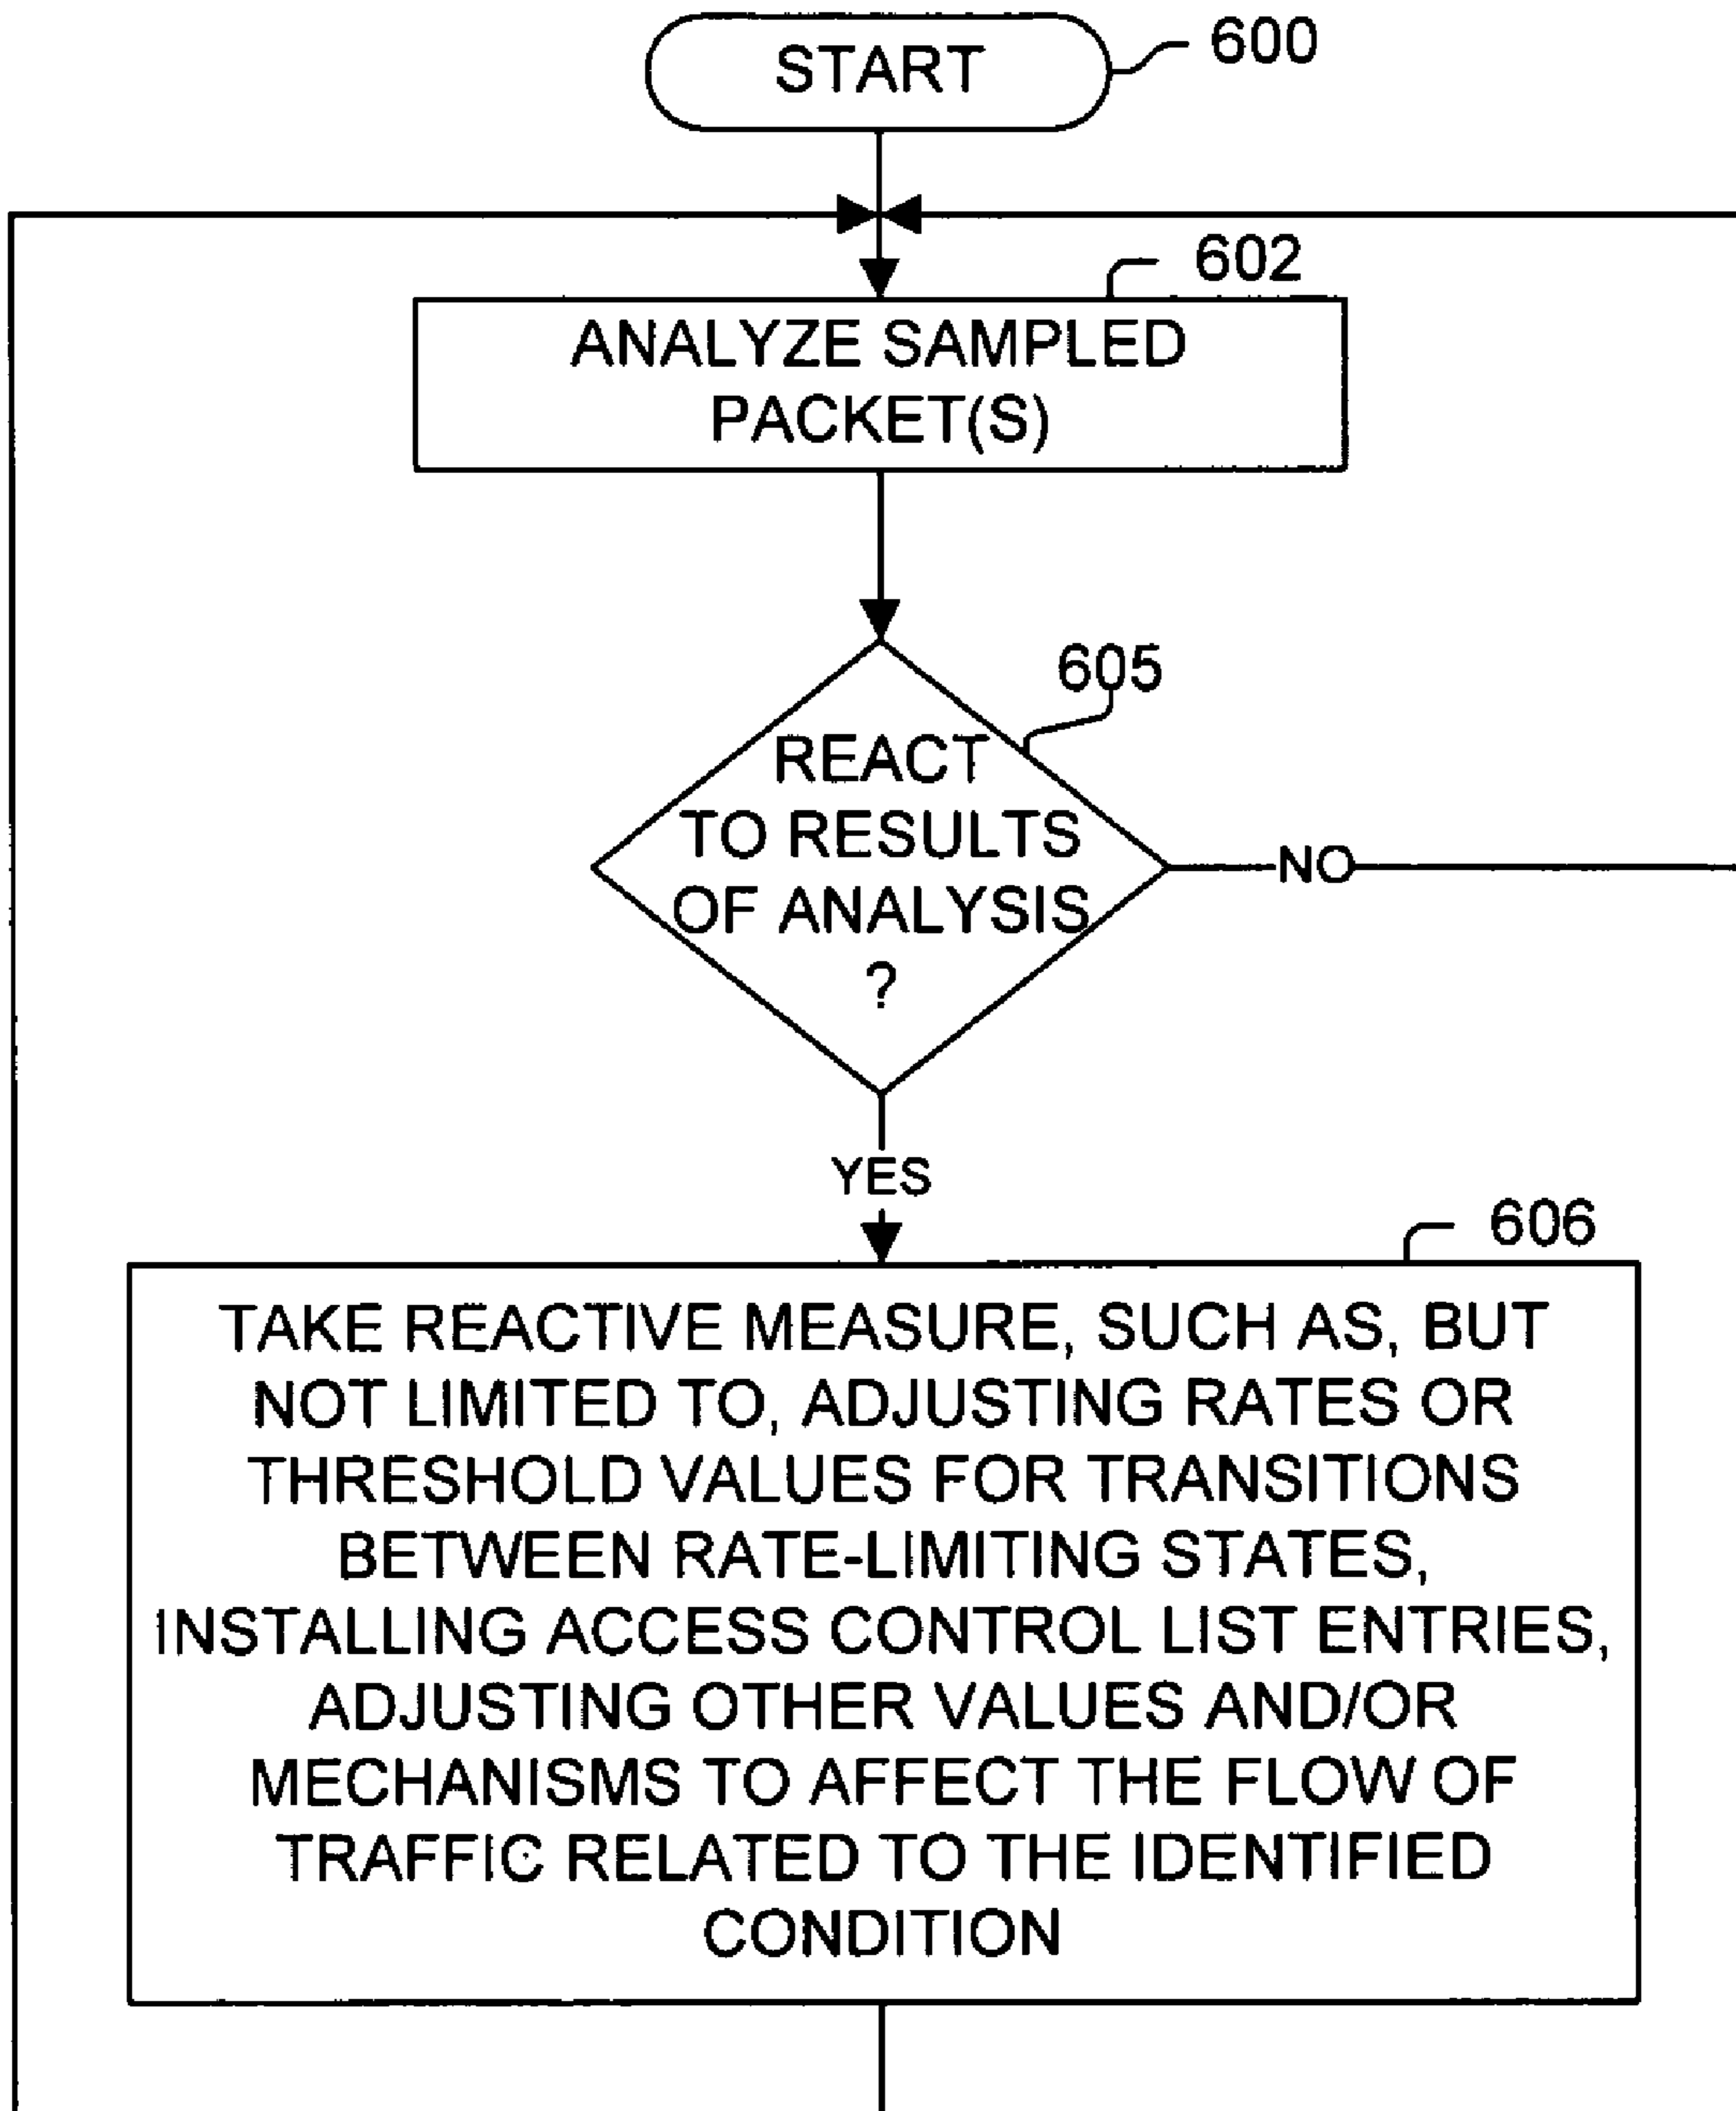 START
600
602
ANALYZE SAMPLED
PACKET(S)
605
REACT
TO RESULTS
OF ANALYSIS
?
NO
YES
606
TAKE REACTIVE MEASURE, SUCH AS, BUT
NOT LIMITED TO, ADJUSTING RATES OR
THRESHOLD VALUES FOR TRANSITIONS
BETWEEN RATE-LIMITING STATES,
INSTALLING ACCESS CONTROL LIST ENTRIES,
ADJUSTING OTHER VALUES AND/OR
MECHANISMS TO AFFECT THE FLOW OF
TRAFFIC RELATED TO THE IDENTIFIED
CONDITION